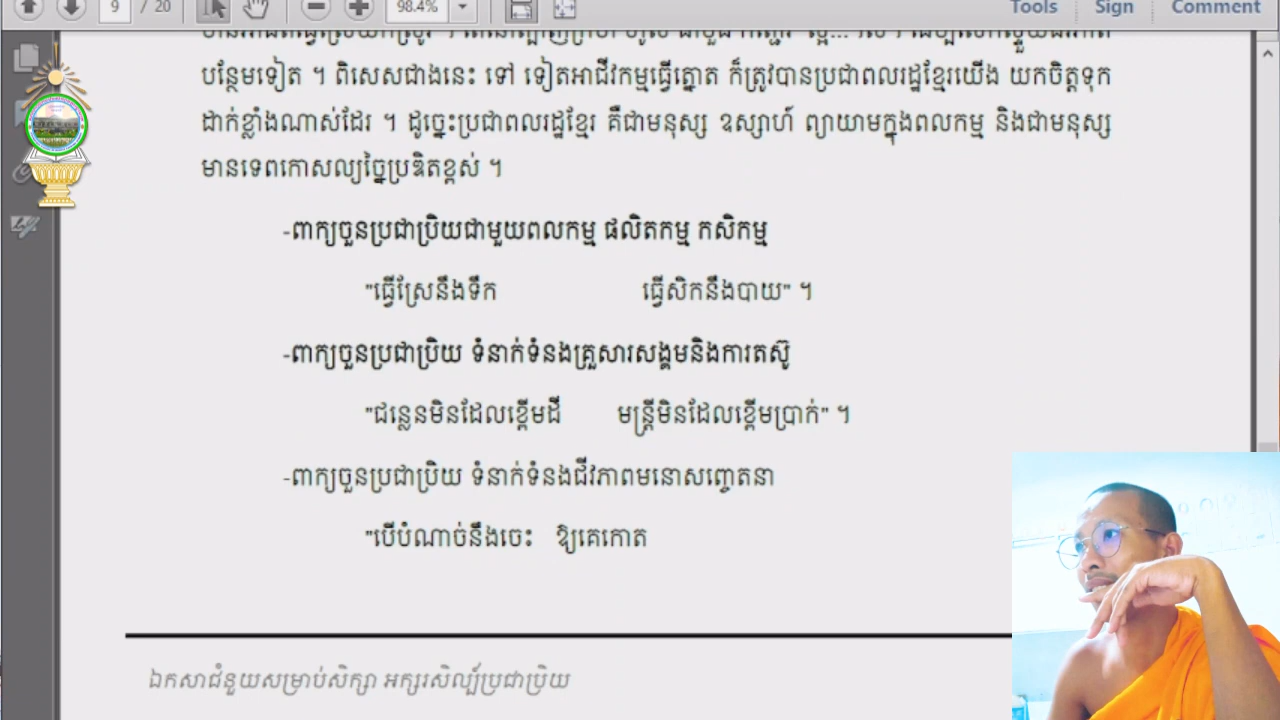 9 / 20 98.4% Tools Sign Comment
បន្ថែមទៀត ។ ពិសេសជាងនេះ ទៅ ទៀតអាជីវកម្មធ្វើត្នោត ក៏ត្រូវបានប្រជាពលរដ្ឋខ្មែរយើង យកចិត្តទុក
ដាក់ខ្លាំងណាស់ដែរ ។ ដូច្នេះប្រជាពលរដ្ឋខ្មែរ គឺជាមនុស្ស ឧស្សាហ៍ ព្យាយាមក្នុងពលកម្ម និងជាមនុស្ស
មានទេពកោសល្យច្នៃប្រឌិតខ្ពស់ ។
-ពាក្យចួនប្រជាប្រិយជាមួយពលកម្ម ផលិតកម្ម កសិកម្ម
"ធ្វើស្រែនឹងទឹក ធ្វើសិកនឹងបាយ" ។
-ពាក្យចួនប្រជាប្រិយ ទំនាក់ទំនងគ្រួសារសង្គមនិងការតស៊ូ
"ជន្លេនមិនដែលខ្ចើមដី មន្ត្រីមិនដែលខ្ចើមប្រាក់" ។
-ពាក្យចួនប្រជាប្រិយ ទំនាក់ទំនងជីវភាពមនោសញ្ចេតនា
"បើបំណាច់នឹងចេះ ឱ្យគេកោត
ឯកសាជំនួយសម្រាប់សិក្សា អក្សរសិល្ប៍ប្រជាប្រិយ